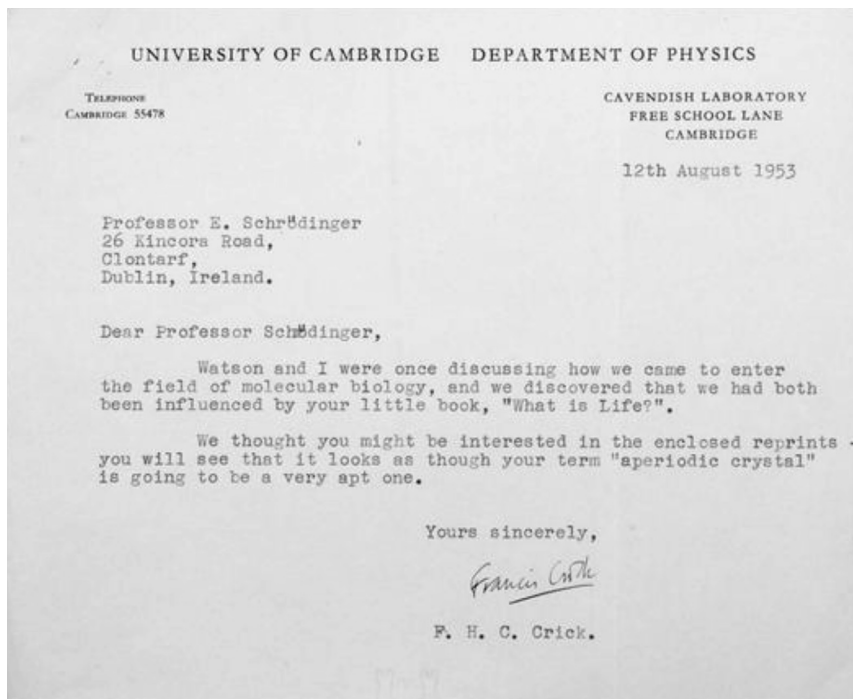 UNIVERSITY OF CAMBRIDGE DEPARTMENT OF PHYSICS
TELEPHONE
CAMBRIDGE 55478
CAVENDISH LABORATORY
FREE SCHOOL LANE
CAMBRIDGE
12th August 1953
Professor E. Schrödinger
26 Kincora Road,
Clontarf,
Dublin, Ireland.
Dear Professor Schödinger,
Watson and I were once discussing how we came to enter
the field of molecular biology, and we discovered that we had both
been influenced by your little book, "What is Life?".
We thought you might be interested in the enclosed reprints -
you will see that it looks as though your term "aperiodic crystal"
is going to be a very apt one.
Yours sincerely,
Francis Crick
F. H. C. Crick.